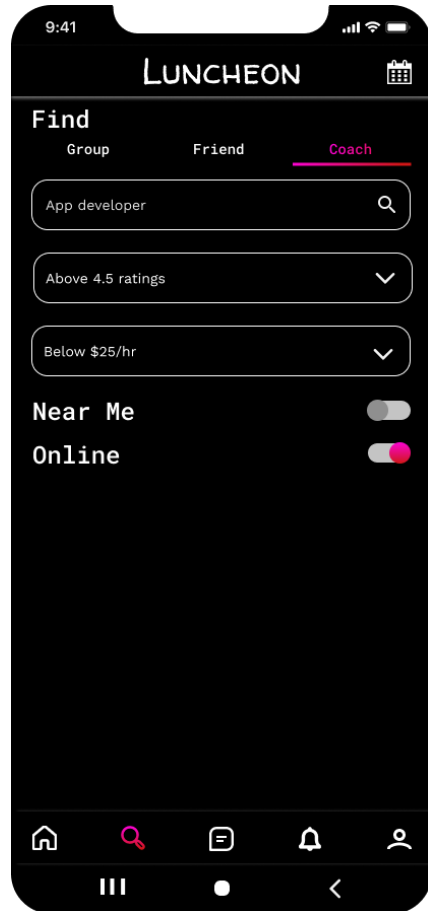 9:41
LUNCHEON
Find
Group Friend Coach
App developer
Above 4.5 ratings
Below $25/hr
Near Me
Online